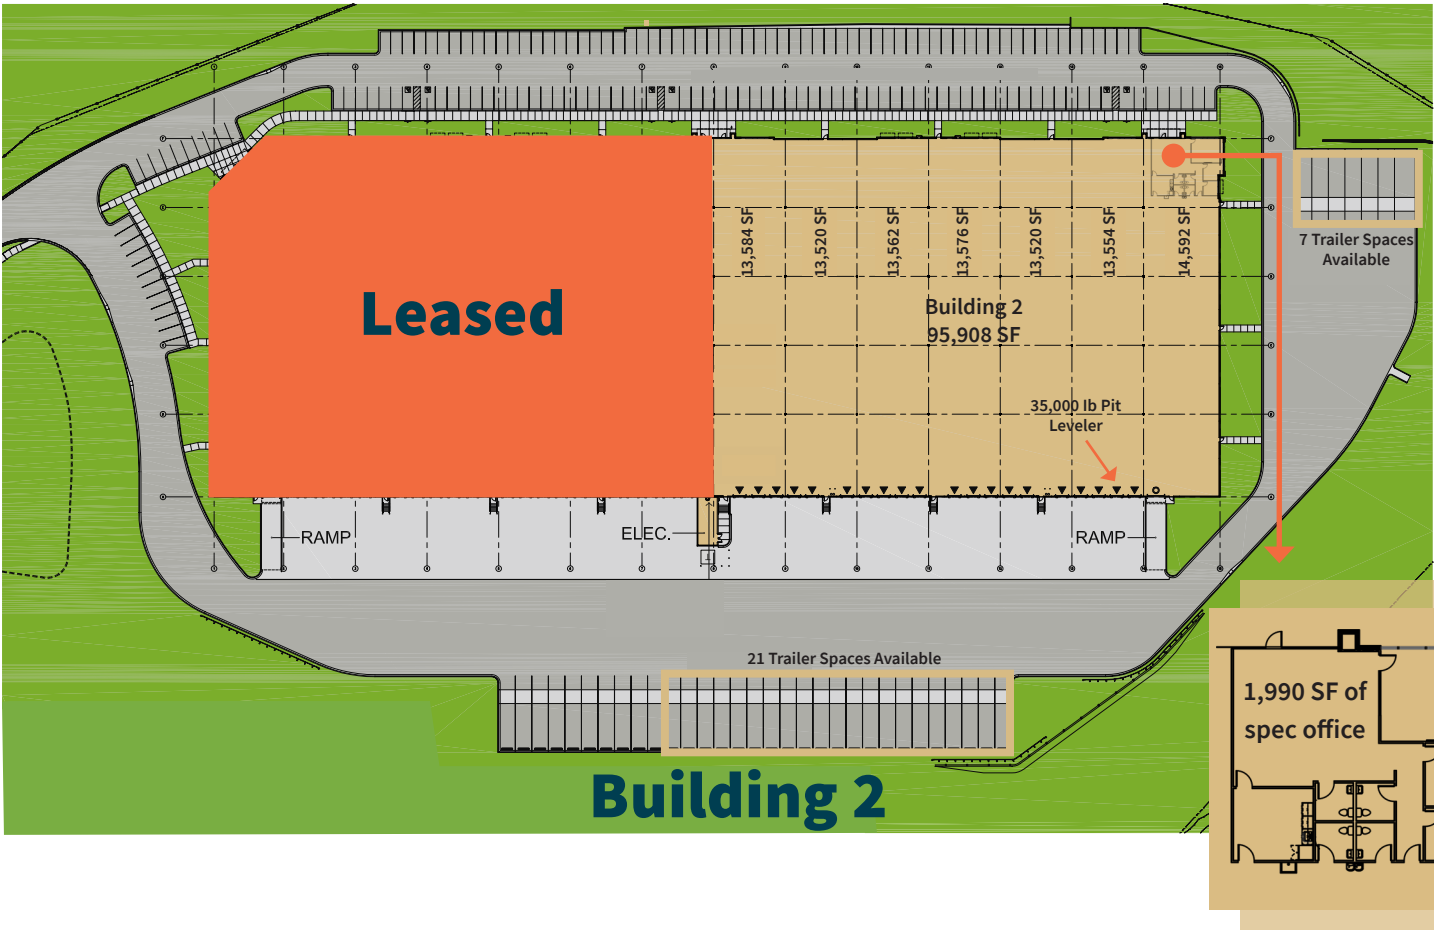 7 Trailer Spaces
Available
13,584 SF
13,520 SF
13,562 SF
13,576 SF
13,520 SF
13,554 SF
14,592 SF
Leased
Building 2
95,908 SF
35,000 lb Pit
Leveler
RAMP
ELEC.
RAMP
21 Trailer Spaces Available
1,990 SF of
spec office
Building 2